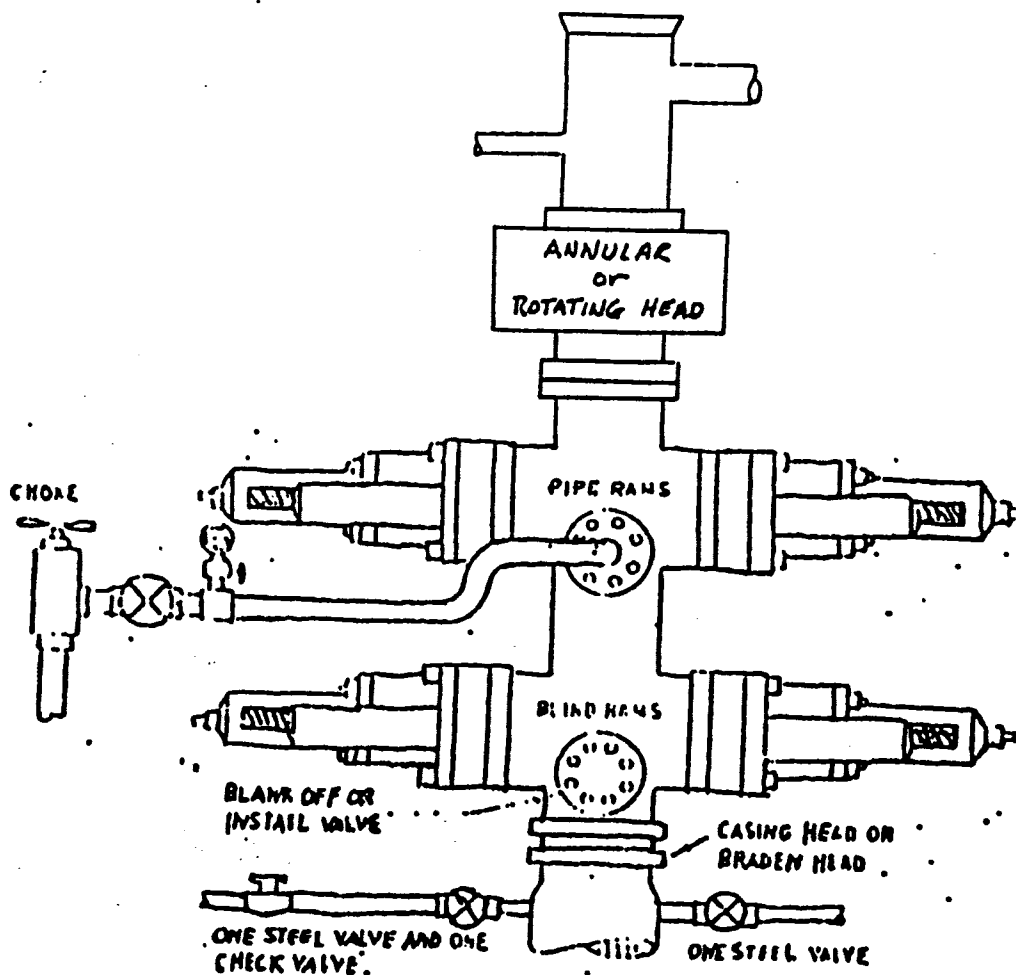 ANNULAR
or
ROTATING HEAD
CHOKE
PIPE RAMS
BLIND RAMS
BLANK OFF OR
INSTALL VALVE
CASING HEAD OR
BRADEN HEAD
ONE STEEL VALVE AND ONE
CHECK VALVE.
ONE STEEL VALVE